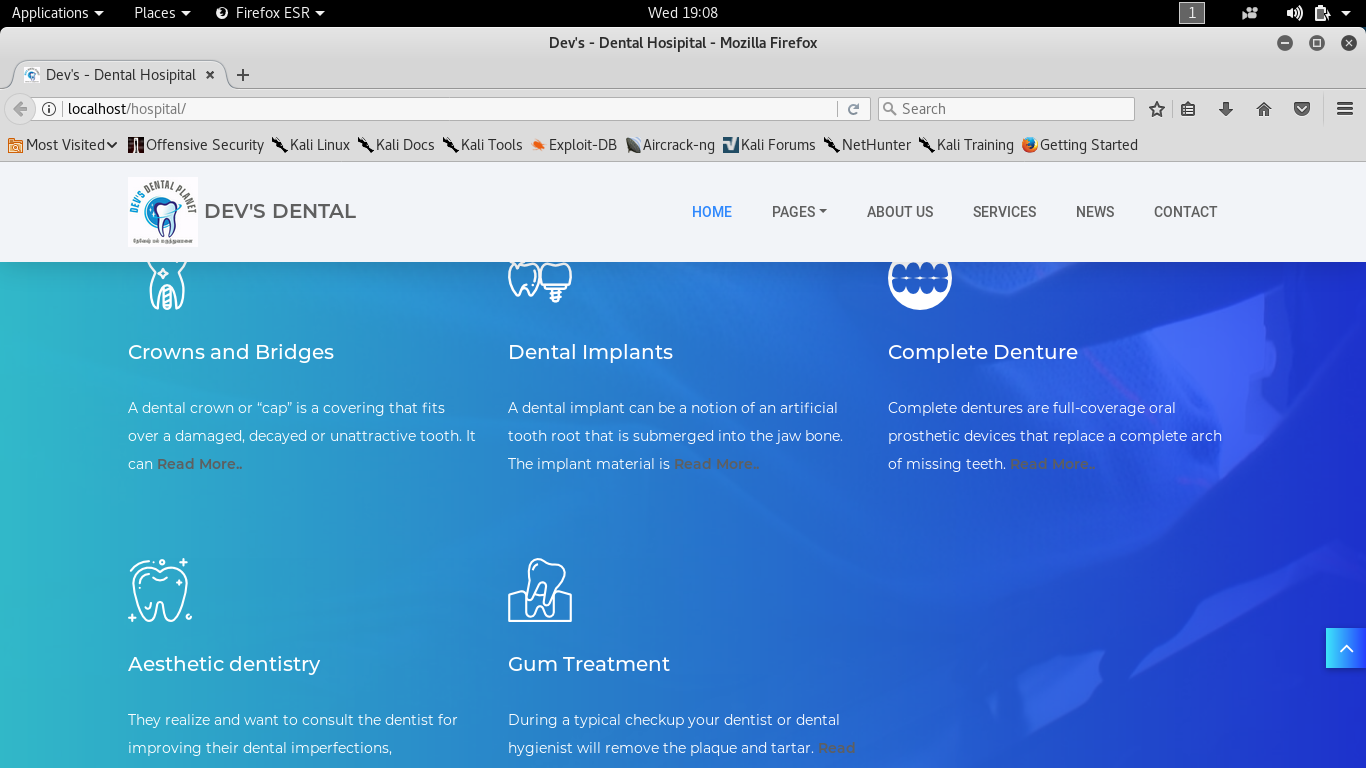 Applications Places Firefox ESR Wed 19:08 1
Dev's - Dental Hosipital - Mozilla Firefox
Dev's - Dental Hosipital
localhost/hospital/ Search
Most Visited Offensive Security Kali Linux Kali Docs Kali Tools Exploit-DB Aircrack-ng Kali Forums NetHunter Kali Training Getting Started
DEV'S DENTAL PLANET
DEV'S DENTAL HOME PAGES ABOUT US SERVICES NEWS CONTACT
Crowns and Bridges
A dental crown or “cap” is a covering that fits
over a damaged, decayed or unattractive tooth. It
can Read More..
Dental Implants
A dental implant can be a notion of an artificial
tooth root that is submerged into the jaw bone.
The implant material is Read More..
Complete Denture
Complete dentures are full-coverage oral
prosthetic devices that replace a complete arch
of missing teeth. Read More..
Aesthetic dentistry
They realize and want to consult the dentist for
improving their dental imperfections,
Gum Treatment
During a typical checkup your dentist or dental
hygienist will remove the plaque and tartar. Read